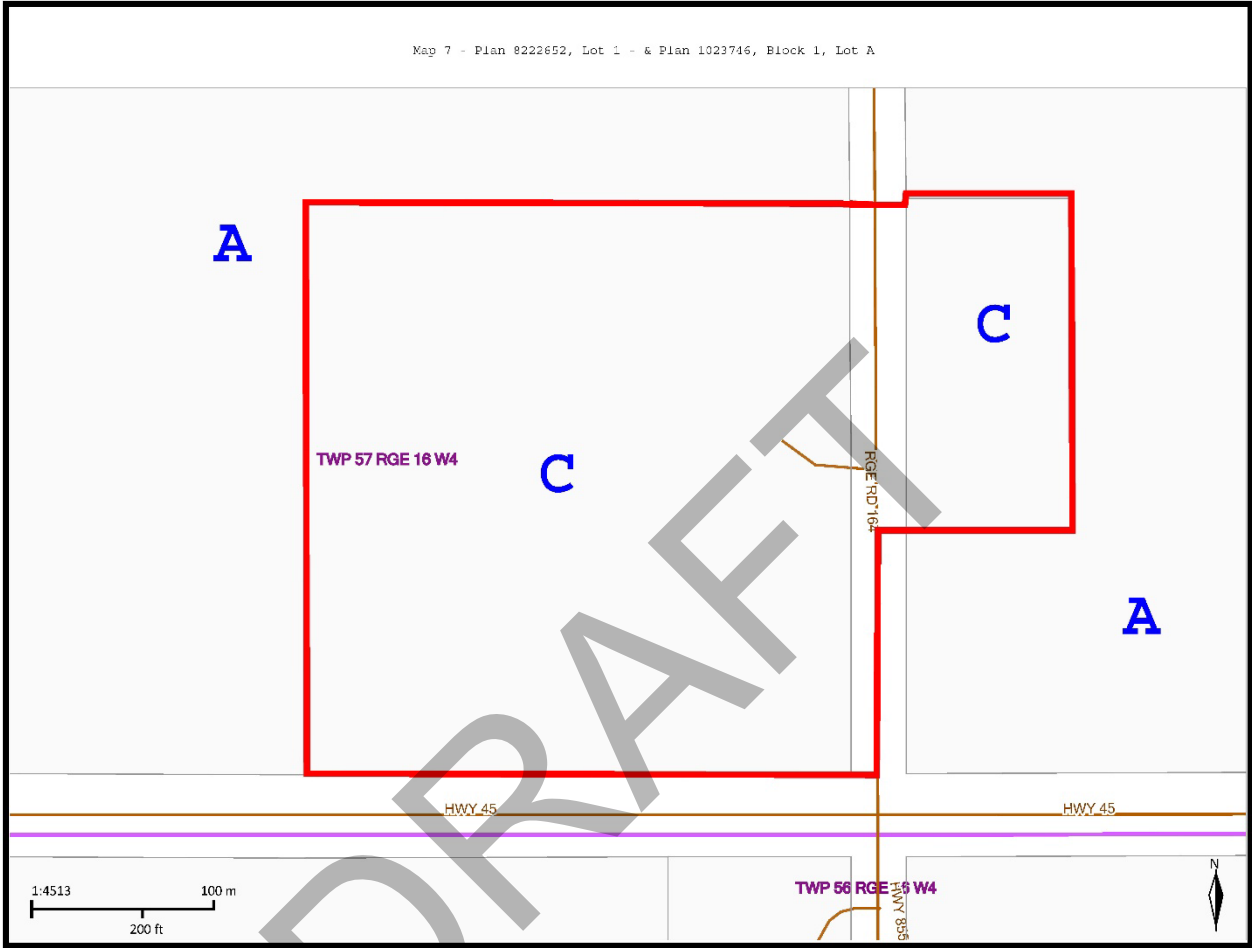 Map 7 - Plan 8222652, Lot 1 - & Plan 1023746, Block 1, Lot A
A
C
TWP 57 RGE 16 W4
C
RGE RD 164
A
DRAFT
HWY 45
HWY 45
1:4513
100 m
200 ft
TWP 56 RGE 6 W4
HWY 855
N